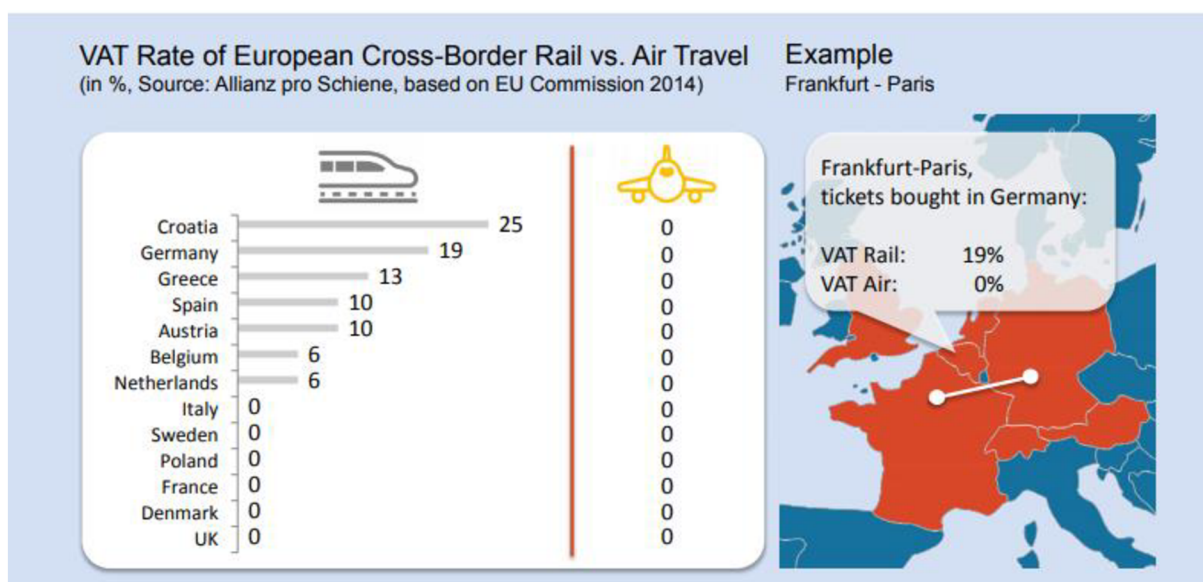 VAT Rate of European Cross-Border Rail vs. Air Travel
(in %, Source: Allianz pro Schiene, based on EU Commission 2014)
Croatia 25 0
Germany 19 0
Greece 13 0
Spain 10 0
Austria 10 0
Belgium 6 0
Netherlands 6 0
Italy 0 0
Sweden 0 0
Poland 0 0
France 0 0
Denmark 0 0
UK 0 0
Example
Frankfurt - Paris
Frankfurt-Paris,
tickets bought in Germany:
VAT Rail: 19%
VAT Air: 0%